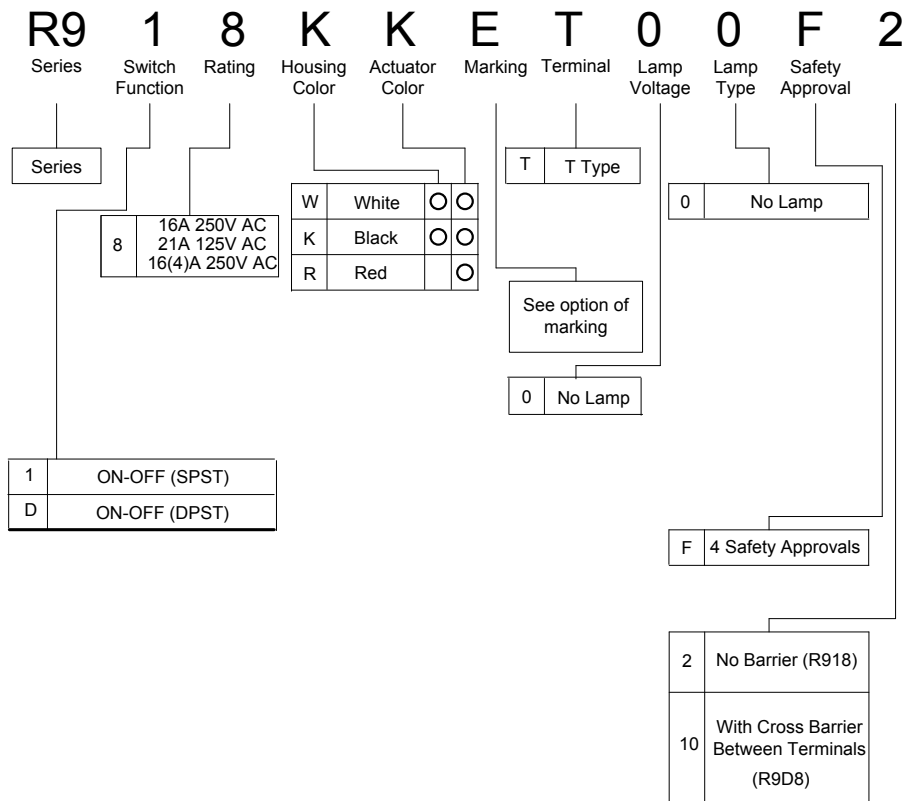 R9 1 8 K K E T 0 0 F 2
Series Switch Function Rating Housing Color Actuator Color Marking Terminal Lamp Voltage Lamp Type Safety Approval
Series
T T Type
W White O O
K Black O O
R Red O
0 No Lamp
8 16A 250V AC
21A 125V AC
16(4)A 250V AC
See option of
marking
0 No Lamp
1 ON-OFF (SPST)
D ON-OFF (DPST)
F 4 Safety Approvals
2 No Barrier (R918)
10 With Cross Barrier
Between Terminals
(R9D8)